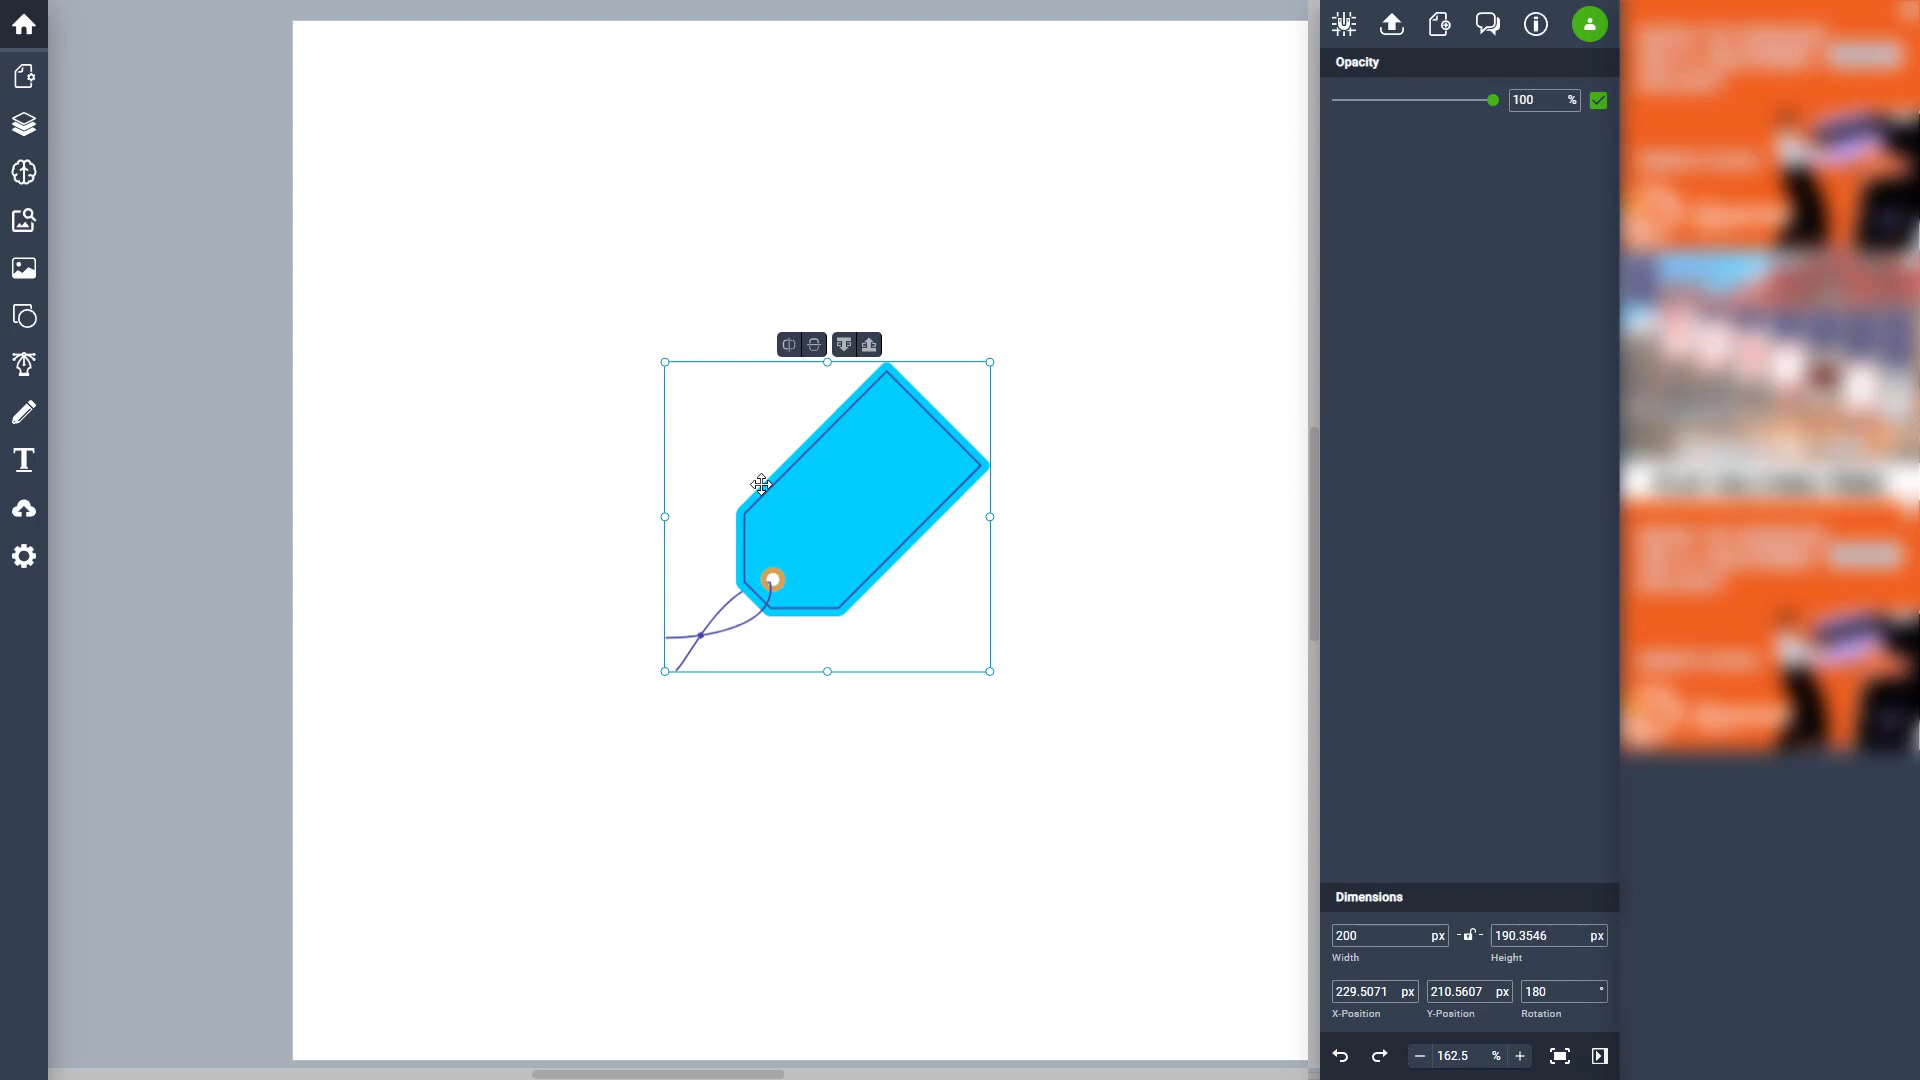 Opacity
100 %
Dimensions
200 px
190.3546 px
Width
Height
229.5071 px
210.5607 px
180 °
X-Position
Y-Position
Rotation
162.5 %
T